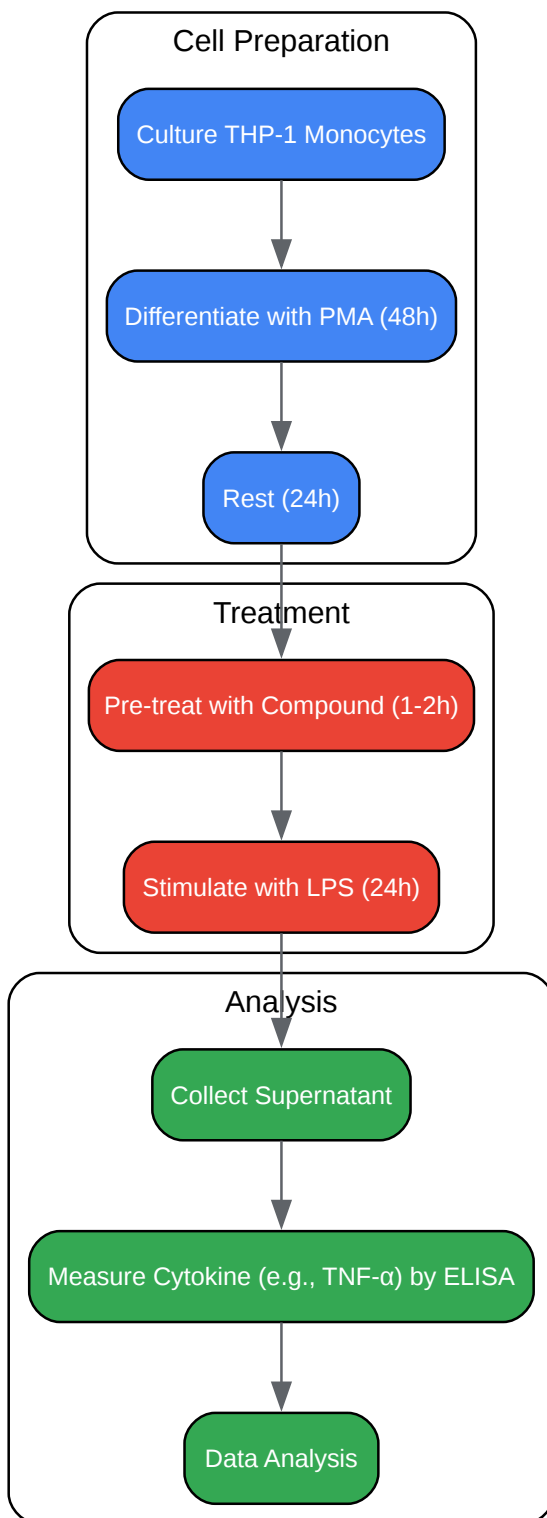 Cell Preparation
Culture THP-1 Monocytes
Differentiate with PMA (48h)
Rest (24h)
Treatment
Pre-treat with Compound (1-2h)
Stimulate with LPS (24h)
Analysis
Collect Supernatant
Measure Cytokine (e.g., TNF-α) by ELISA
Data Analysis